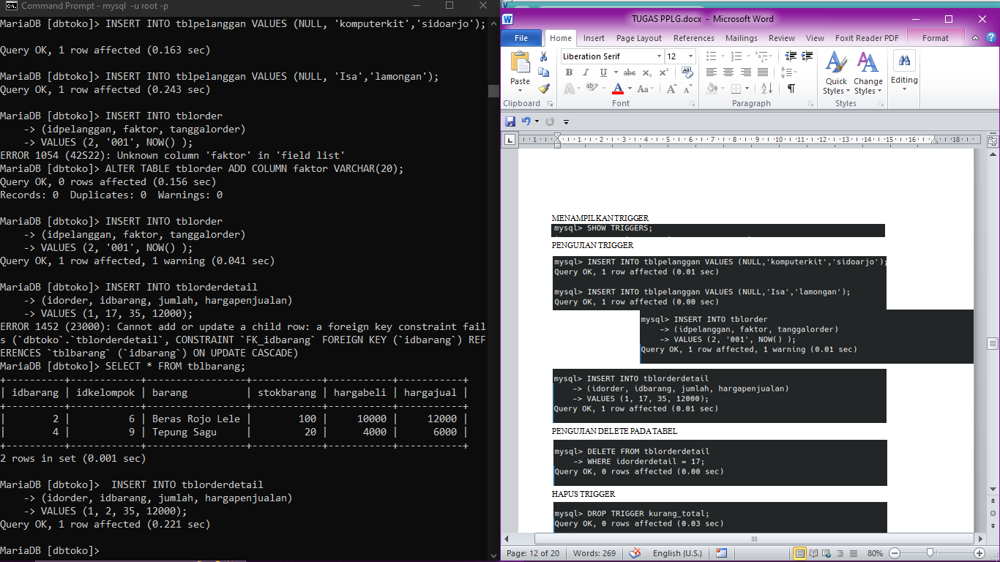 Command Prompt - mysql  -u root -p
MariaDB [dbtoko]> INSERT INTO tblpelanggan VALUES (NULL, 'komputerkit','sidoarjo');
Query OK, 1 row affected (0.163 sec)
MariaDB [dbtoko]> INSERT INTO tblpelanggan VALUES (NULL, 'Isa','lamongan');
Query OK, 1 row affected (0.243 sec)
MariaDB [dbtoko]> INSERT INTO tblorder
    -> (idpelanggan, faktor, tanggalorder)
    -> VALUES (2, '001', NOW() );
ERROR 1054 (42S22): Unknown column 'faktor' in 'field list'
MariaDB [dbtoko]> ALTER TABLE tblorder ADD COLUMN faktor VARCHAR(20);
Query OK, 0 rows affected (0.156 sec)
Records: 0  Duplicates: 0  Warnings: 0
MariaDB [dbtoko]> INSERT INTO tblorder
    -> (idpelanggan, faktor, tanggalorder)
    -> VALUES (2, '001', NOW() );
Query OK, 1 row affected, 1 warning (0.041 sec)
MariaDB [dbtoko]> INSERT INTO tblorderdetail
    -> (idorder, idbarang, jumlah, hargapenjualan)
    -> VALUES (1, 17, 35, 12000);
ERROR 1452 (23000): Cannot add or update a child row: a foreign key constraint fail
s (`dbtoko`.`tblorderdetail`, CONSTRAINT `FK_idbarang` FOREIGN KEY (`idbarang`) REF
ERENCES `tblbarang` (`idbarang`) ON UPDATE CASCADE)
MariaDB [dbtoko]> SELECT * FROM tblbarang;
+----------+------------+-----------------+------------+-----------+-----------+
| idbarang | idkelompok | barang          | stokbarang | hargabeli | hargajual |
+----------+------------+-----------------+------------+-----------+-----------+
|        2 |          6 | Beras Rojo Lele |        100 |     10000 |     12000 |
|        4 |          9 | Tepung Sagu     |         20 |      4000 |      6000 |
+----------+------------+-----------------+------------+-----------+-----------+
2 rows in set (0.001 sec)
MariaDB [dbtoko]>  INSERT INTO tblorderdetail
    -> (idorder, idbarang, jumlah, hargapenjualan)
    -> VALUES (1, 2, 35, 12000);
Query OK, 1 row affected (0.221 sec)
MariaDB [dbtoko]>
TUGAS PPLG.docx - Microsoft Word
File Home Insert Page Layout References Mailings Review View Foxit Reader PDF Format
Liberation Serif 12
Paste
Quick Styles
Change Styles
Editing
Clipboard Font Paragraph Styles
1 1 2 3 4 5 6 7 8 9 10 11 12 13 14 15 16 18
MENAMPILKAN TRIGGER
mysql> SHOW TRIGGERS;
PENGUJIAN TRIGGER
mysql> INSERT INTO tblpelanggan VALUES (NULL,'komputerkit','sidoarjo');
Query OK, 1 row affected (0.01 sec)
mysql> INSERT INTO tblpelanggan VALUES (NULL,'Isa','lamongan');
Query OK, 1 row affected (0.00 sec)
mysql> INSERT INTO tblorder
    -> (idpelanggan, faktor, tanggalorder)
    -> VALUES (2, '001', NOW() );
Query OK, 1 row affected, 1 warning (0.01 sec)
mysql> INSERT INTO tblorderdetail
    -> (idorder, idbarang, jumlah, hargapenjualan)
    -> VALUES (1, 17, 35, 12000);
Query OK, 1 row affected (0.01 sec)
PENGUJIAN DELETE PADA TABEL
mysql> DELETE FROM tblorderdetail
    -> WHERE idorderdetail = 17;
Query OK, 0 rows affected (0.00 sec)
HAPUS TRIGGER
mysql> DROP TRIGGER kurang_total;
Query OK, 0 rows affected (0.03 sec)
Page: 12 of 20 Words: 269 English (U.S.) 80%